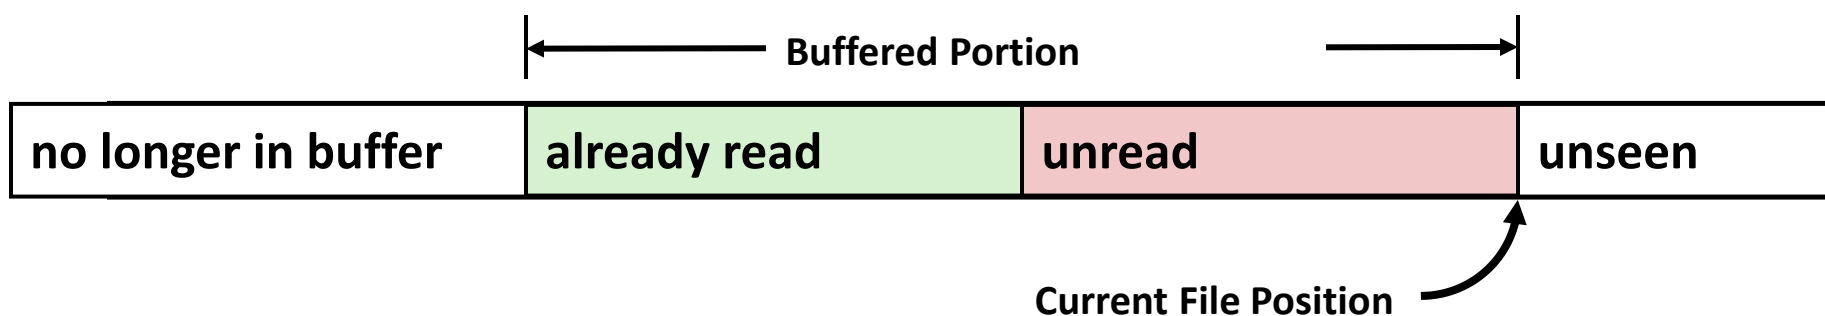 Buffered Portion
no longer in buffer
already read
unread
unseen
Current File Position